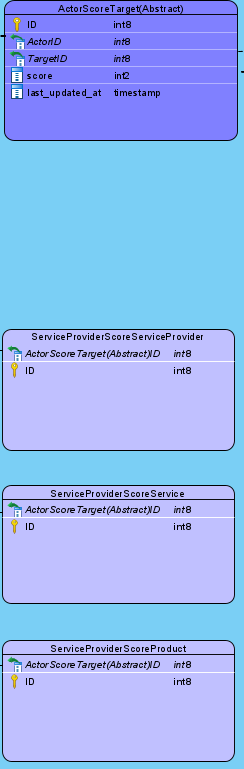 ActorScoreTarget(Abstract)
ID int8
ActorID int8
TargetID int8
score int2
last_updated_at timestamp
ServiceProviderScoreServiceProvider
ActorScoreTarget(Abstract)ID int8
ID int8
ServiceProviderScoreService
ActorScoreTarget(Abstract)ID int8
ID int8
ServiceProviderScoreProduct
ActorScoreTarget(Abstract)ID int8
ID int8